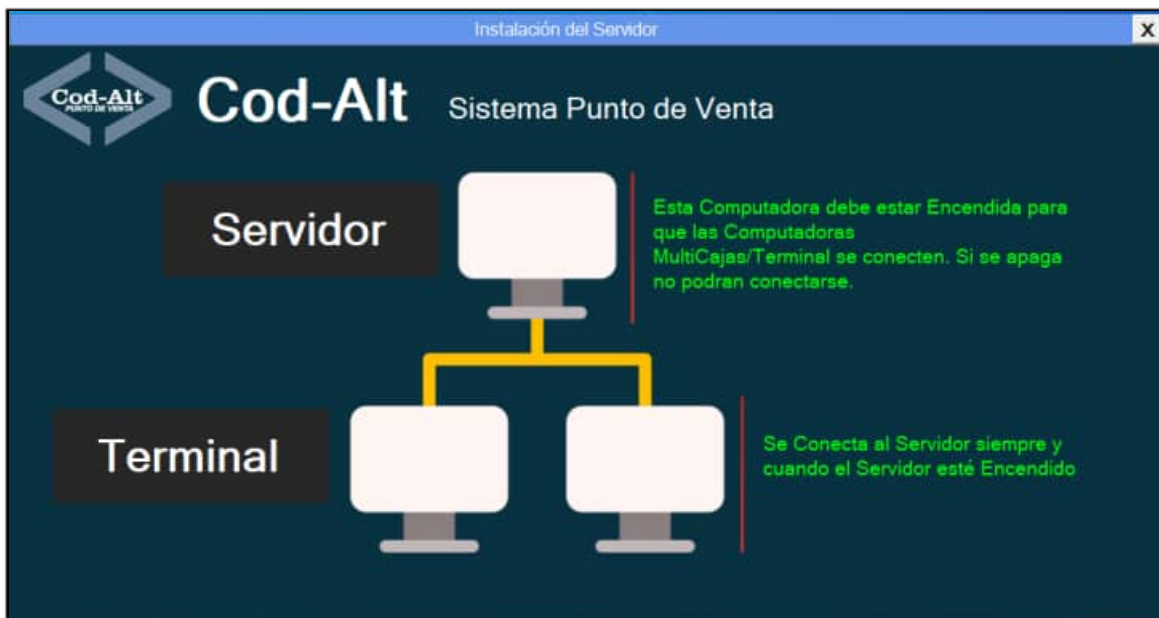 Instalación del Servidor
X
Cod-Alt
PUNTO DE VENTA
Cod-Alt
Sistema Punto de Venta
Servidor
Esta Computadora debe estar Encendida para
que las Computadoras
MultiCajas/Terminal se conecten. Si se apaga
no podran conectarse.
Terminal
Se Conecta al Servidor siempre y
cuando el Servidor esté Encendido